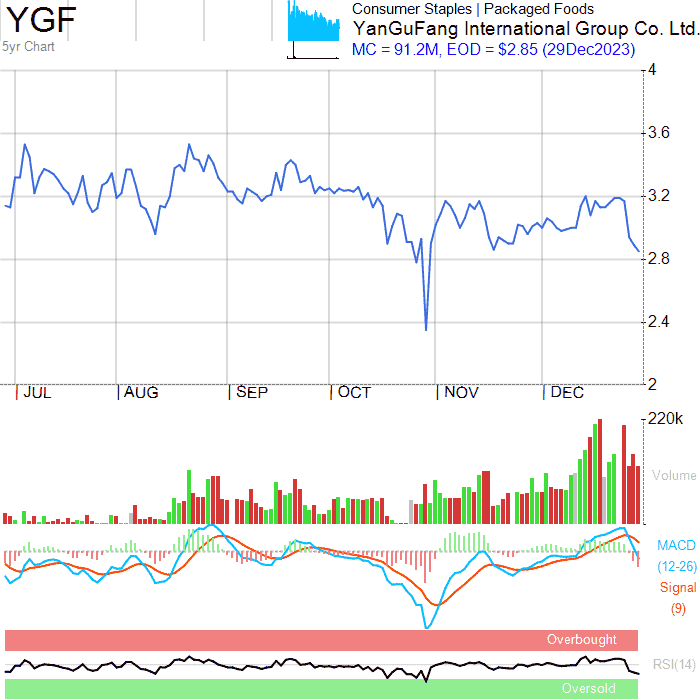 YGF
5yr Chart
Consumer Staples | Packaged Foods
YanGuFang International Group Co. Ltd.
MC = 91.2M, EOD = $2.85 (29Dec2023)
4
3.6
3.2
2.8
2.4
2
JUL AUG SEP OCT NOV DEC
220k
Volume
MACD
(12-26)
Signal
(9)
Overbought
RSI(14)
Oversold